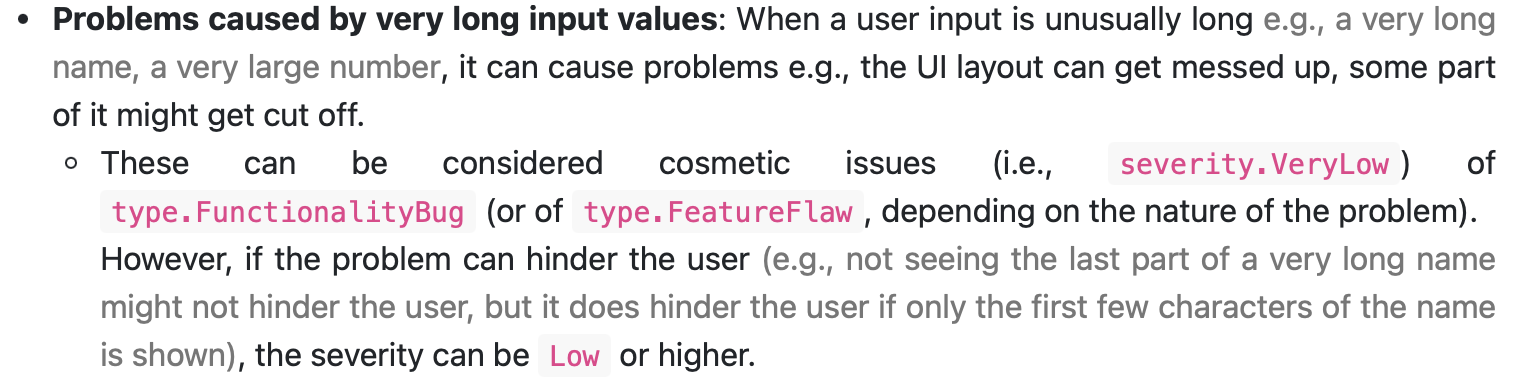 • Problems caused by very long input values: When a user input is unusually long e.g., a very long
name, a very large number, it can cause problems e.g., the UI layout can get messed up, some part
of it might get cut off.
◦ These can be considered cosmetic issues (i.e., severity.VeryLow) of
type.FunctionalityBug (or of type.FeatureFlaw, depending on the nature of the problem).
However, if the problem can hinder the user (e.g., not seeing the last part of a very long name
might not hinder the user, but it does hinder the user if only the first few characters of the name
is shown), the severity can be Low or higher.